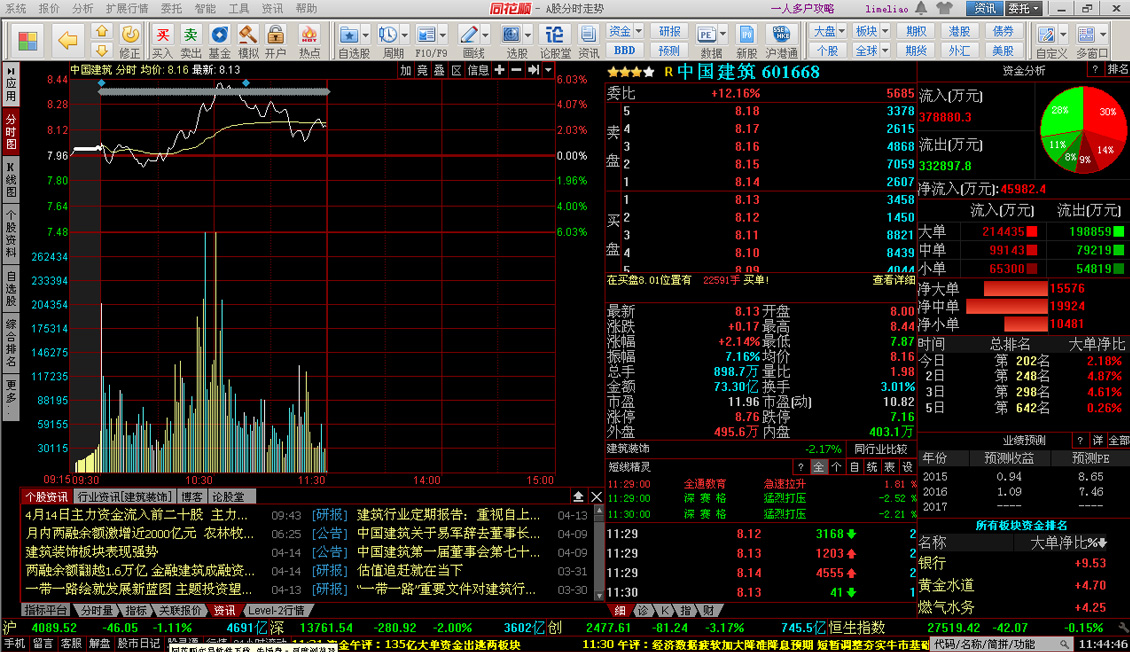 系统 报价 分析 扩展行情 委托 智能 工具 资讯 帮助 同花顺 - A股分时走势 一人多户攻略 limeliao 资讯 委托
修正 买入 卖出 基金 模拟 开户 热点 自选股 周期 F10/F9 画线 选股 论股堂 资讯 数据 新股 沪港通 自定义 多窗口
资金 研报 大盘 板块 期权 港股 债券
BBD 预测 个股 全球 期货 外汇 美股
应用
分时图
K线图
个股资料
自选股
综合排名
更多
中国建筑 分时 均价: 8.16 最新: 8.13 加 竞 叠 区 信息
8.44 6.03%
8.28 4.07%
8.12 2.03%
7.96 0.00%
7.80 1.96%
7.64 4.00%
7.48 6.03%
262434
233394
204354
175314
146275
117235
88195
59155
30115
09:15 09:30 10:30 11:30 14:00 15:00
个股资讯 行业资讯[建筑装饰] 博客 论股堂
4月14日主力资金流入前二十股 主力... 09:43 [研报] 建筑行业定期报告：重视自上... 04-13
月内两融余额激增近2000亿元 农林牧... 06:25 [公告] 中国建筑关于易军辞去董事长... 04-09
建筑装饰板块表现强势 04-14 [公告] 中国建筑第一届董事会第七十... 04-09
两融余额翻越1.6万亿 金融建筑成融资... 04-14 [研报] 估值追赶就在当下 03-31
一带一路绘就发展新蓝图 主题投资望... 04-14 [研报] “一带一路”重要文件对建筑行... 03-30
指标平台 分时量 指标 关联报价 资讯 Level-2行情
R 中国建筑 601668
委比 +12.16% 5685
卖盘
5 8.18 3378
4 8.17 2615
3 8.16 4868
2 8.15 7059
1 8.14 2607
买盘
1 8.13 3458
2 8.12 1450
3 8.11 8821
4 8.10 8439
5 8.09 4044
在买盘8.01位置有 22591手 买单! 查看详细
最新 8.13 开盘 8.00
涨跌 +0.17 最高 8.44
涨幅 +2.14% 最低 7.87
振幅 7.16% 均价 8.16
总手 898.7万 量比 1.98
金额 73.30亿 换手 3.01%
市盈 11.96 市盈(动) 10.82
涨停 8.76 跌停 7.16
外盘 495.6万 内盘 403.1万
建筑装饰 -2.17% 同行业比较
短线精灵 ? 全 个 自 统 表 设
11:29:00 全通教育 急速拉升 1.81 %
11:29:00 深 赛 格 猛烈打压 -2.52 %
11:30:00 深 赛 格 猛烈打压 -2.21 %
11:29 8.12 3168 2
11:29 8.13 1203 2
11:29 8.14 4555 2
11:30 8.13 41 2
细 诊 K 指 财
资金分析 ? 排名
流入(万元)
378880.3
流出(万元)
332897.8
28% 30% 11% 8% 9% 14%
净流入(万元): 45982.4
流入(万元) 流出(万元)
大单 214435 198859
中单 99143 79219
小单 65300 54819
净大单 15576
净中单 19924
净小单 10481
时间 总排名 大单净比
今日 第 202名 2.18%
2日 第 248名 4.87%
3日 第 298名 4.61%
5日 第 642名 0.26%
业绩预测 ? 详 全部
年份 预测收益 预测PE
2015 0.94 8.65
2016 1.09 7.46
2017 ---- ----
所有板块资金排名
名称 大单净比%
银行 +9.53
黄金水道 +4.70
燃气水务 +4.25
沪 4089.52 -46.05 -1.11% 4691亿 深 13761.54 -280.92 -2.00% 3602亿 创 2477.61 -81.24 -3.17% 745.5亿 恒生指数 27519.42 -42.07 -0.15%
手机 留言 客服 解盘 股市日记 金午评：135亿大单资金出逃两板块 11:30 午评：经济数据疲软加大降准降息预期 短暂调整夯实牛市基础 代码/名称/简拼/功能 11:44:46